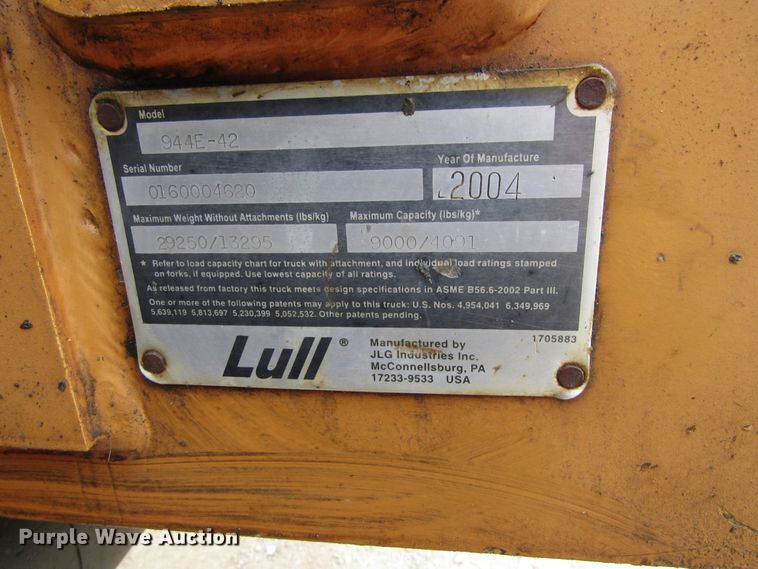 Model
944E-42
Serial Number
0160004620
Year Of Manufacture
2004
Maximum Weight Without Attachments (lbs/kg)
29250/13295
Maximum Capacity (lbs/kg)*
9000/4091
* Refer to load capacity chart for truck with attachment, and individual load ratings stamped
on forks, if equipped. Use lowest capacity of all ratings.
As released from factory this truck meets design specifications in ASME B56.6-2002 Part III.
One or more of the following patents may apply to this truck: U.S. Nos. 4,954,041 6,349,969
5,639,119 5,813,697 5,230,399 5,052,532. Other patents pending.
Lull ®
Manufactured by
JLG Industries Inc.
McConnellsburg, PA
17233-9533 USA
1705883
Purple Wave Auction